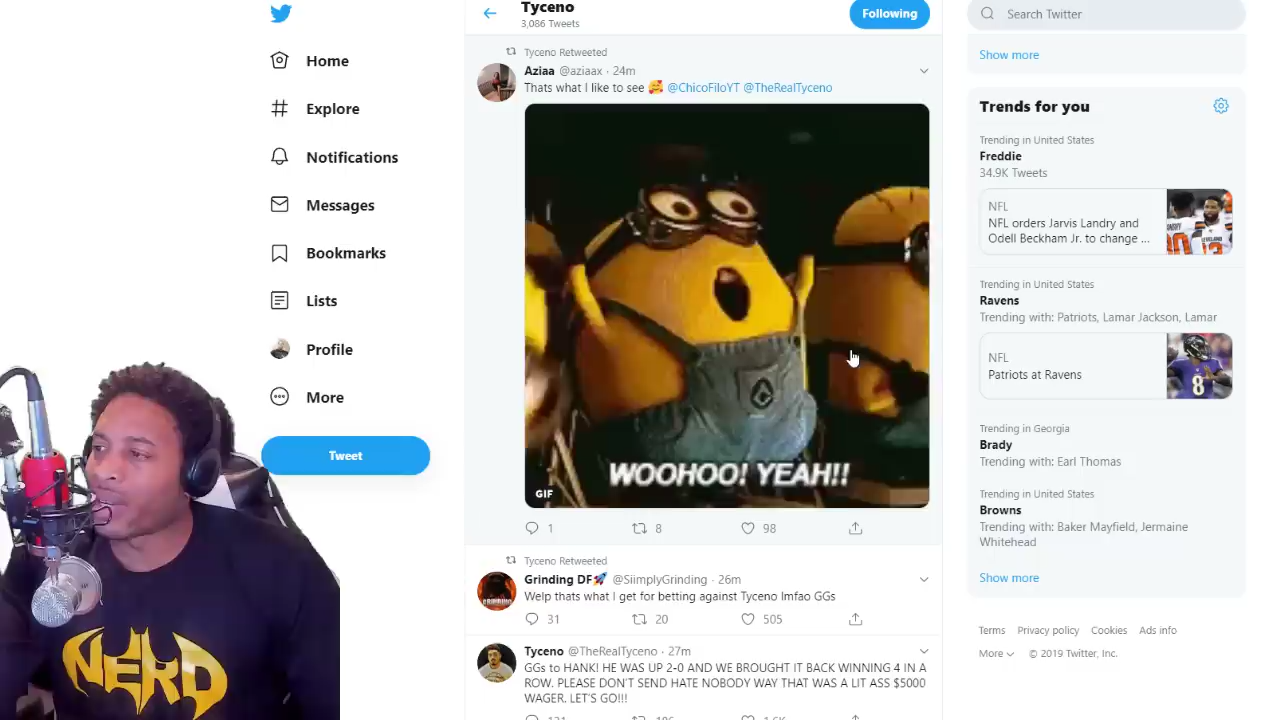 Tyceno
3,086 Tweets
Following
Search Twitter
Home
Explore
Notifications
Messages
Bookmarks
Lists
Profile
More
Tweet
Tyceno Retweeted
Aziaa @aziaax · 24m
Thats what I like to see 🥰 @ChicoFiloYT @TheRealTyceno
WOOHOO! YEAH!!
GIF
1 8 98
Tyceno Retweeted
Grinding DF🚀 @SiimplyGrinding · 26m
Welp thats what I get for betting against Tyceno lmfao GGs
31 20 505
Tyceno @TheRealTyceno · 27m
GGs to HANK! HE WAS UP 2-0 AND WE BROUGHT IT BACK WINNING 4 IN A
ROW. PLEASE DON'T SEND HATE NOBODY WAY THAT WAS A LIT ASS $5000
WAGER. LET'S GO!!!
Show more
Trends for you
Trending in United States
Freddie
34.9K Tweets
NFL
NFL orders Jarvis Landry and
Odell Beckham Jr. to change ...
Trending in United States
Ravens
Trending with: Patriots, Lamar Jackson, Lamar
NFL
Patriots at Ravens
Trending in Georgia
Brady
Trending with: Earl Thomas
Trending in United States
Browns
Trending with: Baker Mayfield, Jermaine
Whitehead
Show more
Terms Privacy policy Cookies Ads info
More © 2019 Twitter, Inc.
NERD